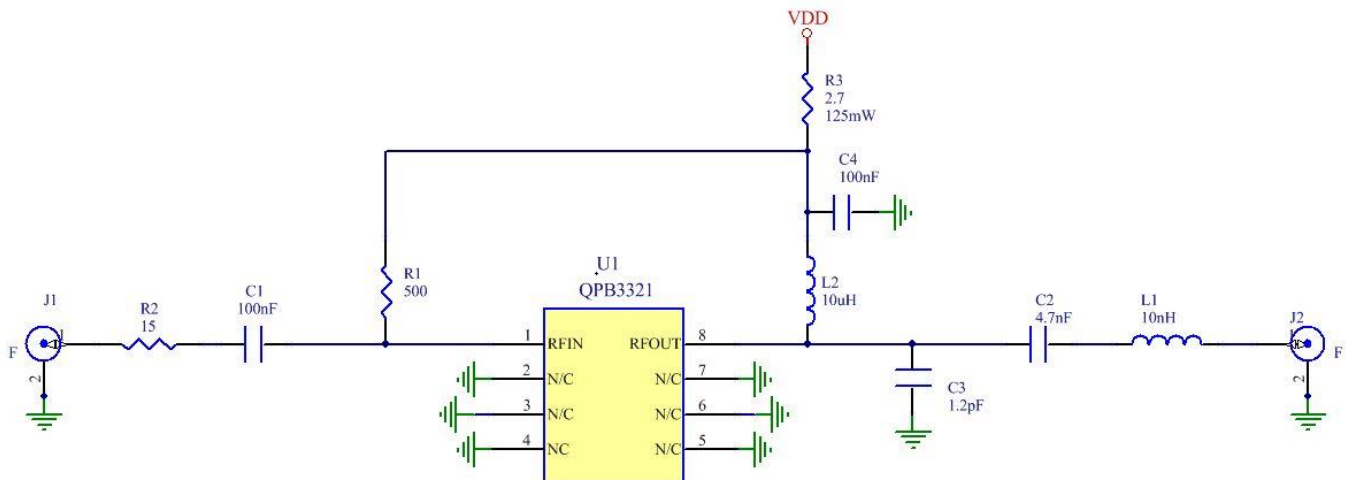 VDD
R3
2.7
125mW
C4
100nF
U1
QPB3321
R1
500
L2
10uH
J1
R2
15
C1
100nF
C2
4.7nF
L1
10nH
J2
F
1
1 RFIN
RFOUT 8
1
F
2
2 N/C
N/C 7
C3
1.2pF
2
3 N/C
N/C 6
4 NC
N/C 5